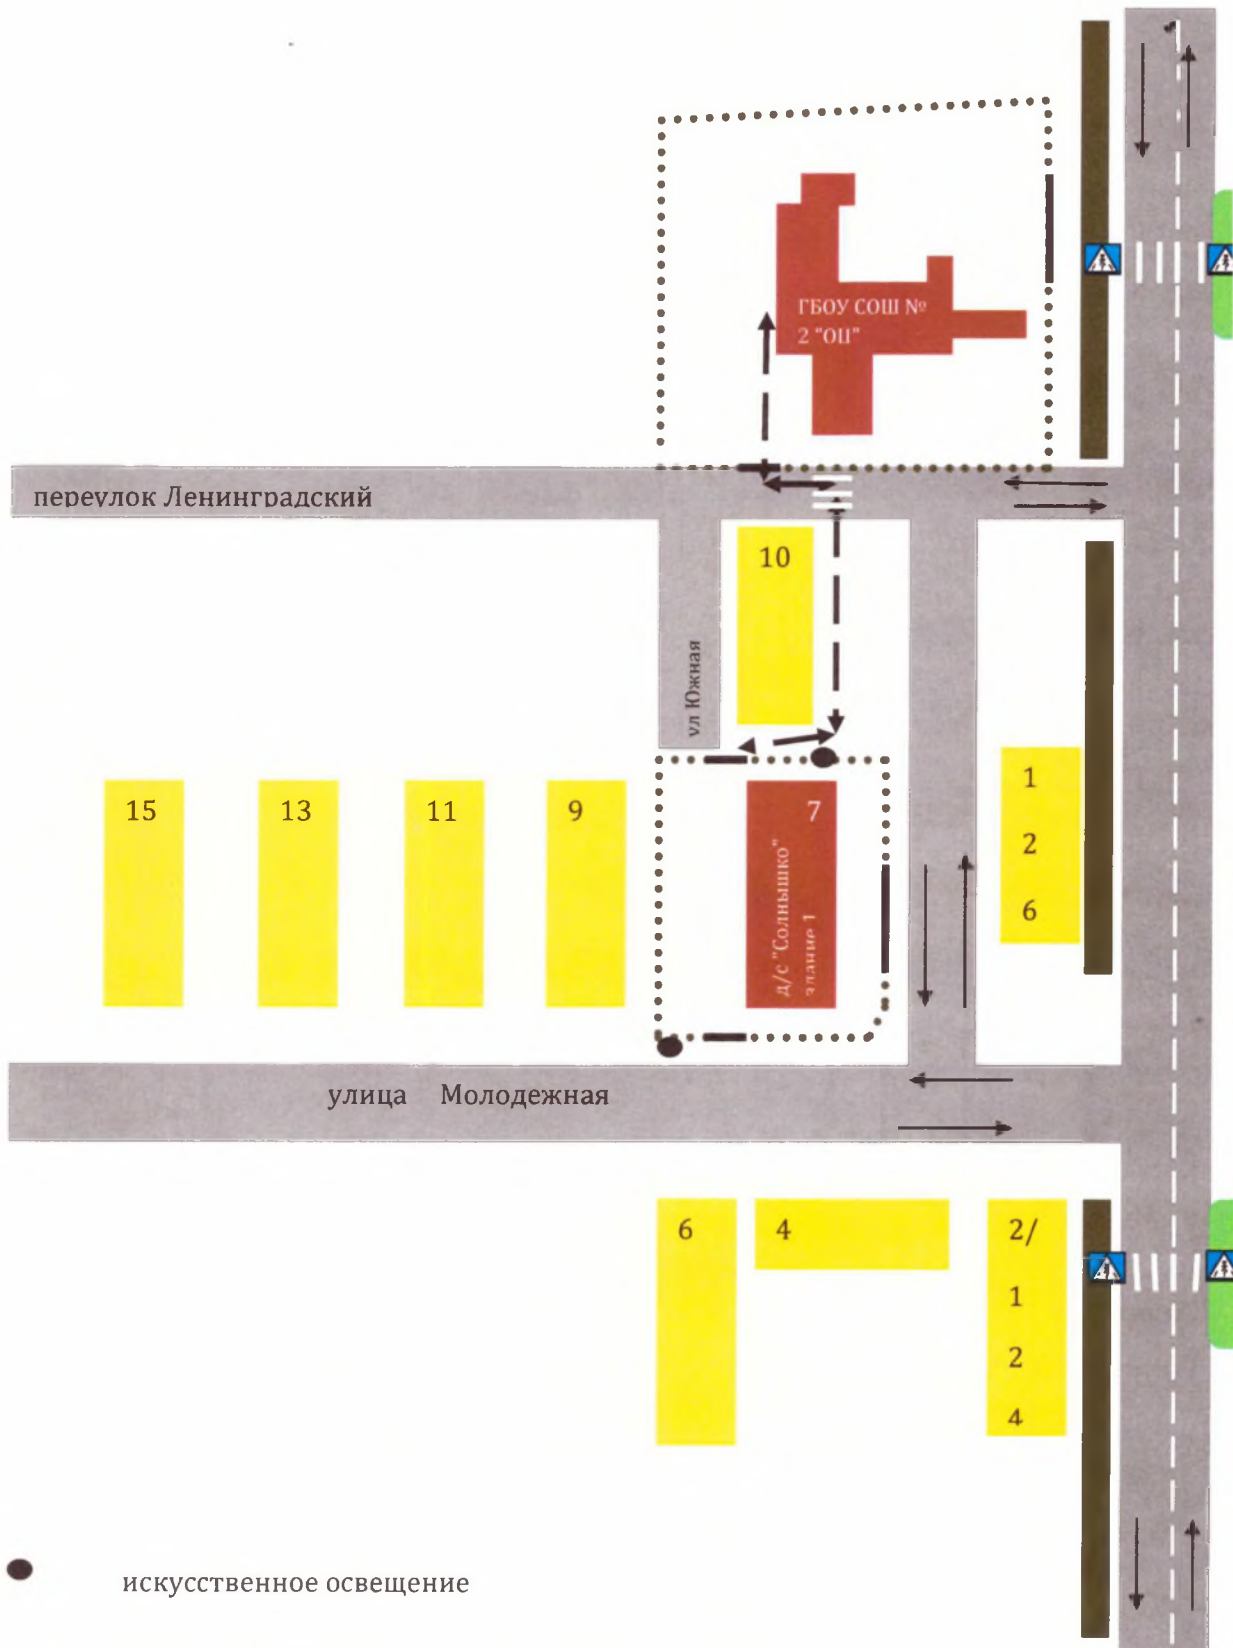 ГБОУ СОШ №
2 "ОЦ"
переулок Ленинградский
10
ул Южная
15
13
11
9
7
д/с "Солнышко"
здание 1
1
2
6
улица Молодежная
6
4
2/
1
2
4
искусственное освещение